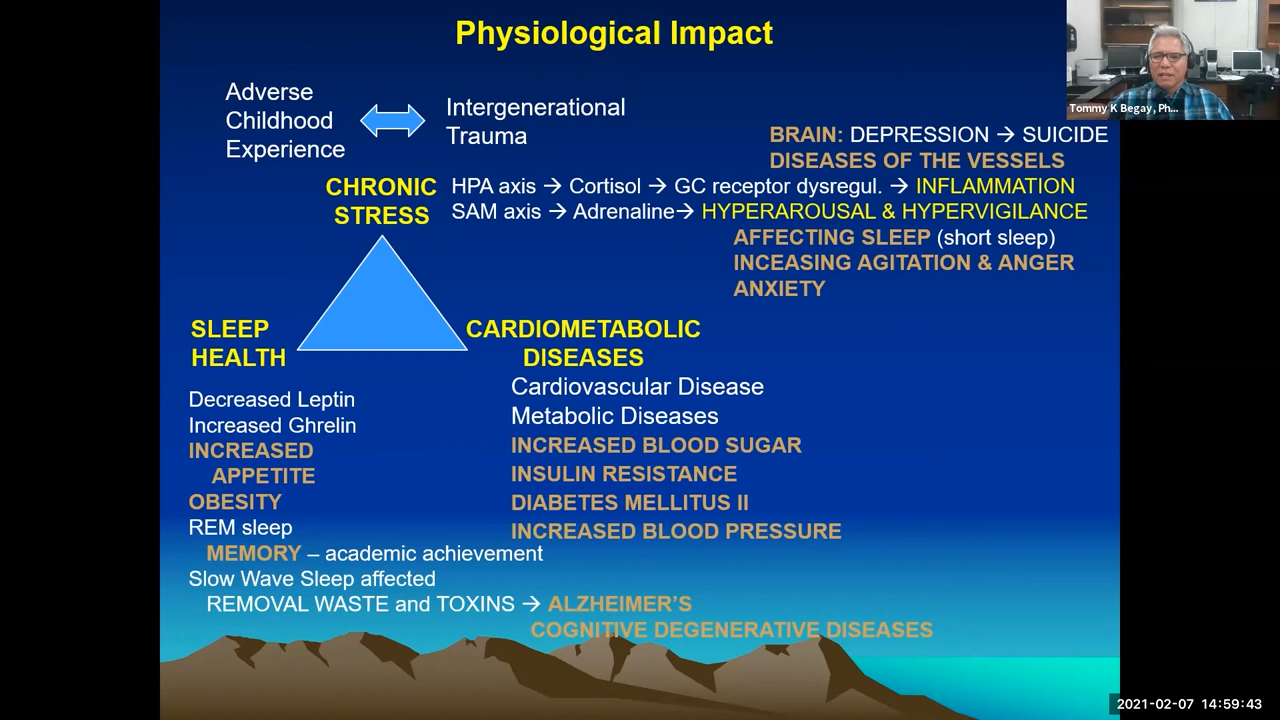 Physiological Impact
Tommy K Begay, Ph...
Adverse
Childhood
Experience
Intergenerational
Trauma
BRAIN: DEPRESSION → SUICIDE
DISEASES OF THE VESSELS
CHRONIC
STRESS
HPA axis → Cortisol → GC receptor dysregul. → INFLAMMATION
SAM axis → Adrenaline→ HYPERAROUSAL & HYPERVIGILANCE
AFFECTING SLEEP (short sleep)
INCEASING AGITATION & ANGER
ANXIETY
SLEEP
HEALTH
Decreased Leptin
Increased Ghrelin
INCREASED
APPETITE
OBESITY
REM sleep
MEMORY – academic achievement
Slow Wave Sleep affected
REMOVAL WASTE and TOXINS → ALZHEIMER'S
COGNITIVE DEGENERATIVE DISEASES
CARDIOMETABOLIC
DISEASES
Cardiovascular Disease
Metabolic Diseases
INCREASED BLOOD SUGAR
INSULIN RESISTANCE
DIABETES MELLITUS II
INCREASED BLOOD PRESSURE
2021-02-07 14:59:43